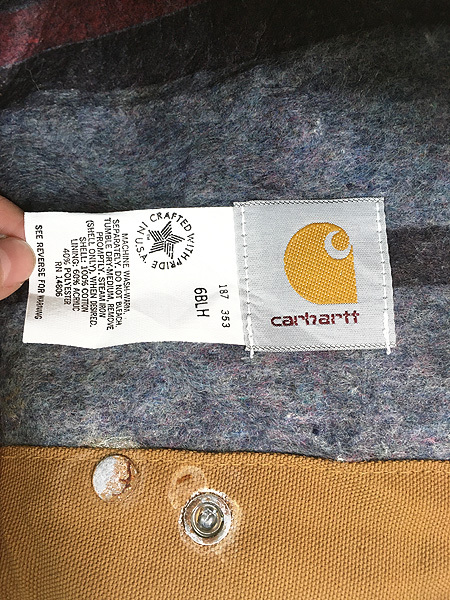 CRAFTED WITH PRIDE IN U.S.A.
MACHINE WASH WARM,
SEPARATELY, DO NOT BLEACH.
TUMBLE DRY-MEDIUM, REMOVE
PROMPTLY, STEAM IRON
(SHELL ONLY), WHEN DESIRED.
SHELL: 100% COTTON
LINING: 60% ACRYLIC
40% POLYESTER
RN 14806
SEE REVERSE FOR WARNING
187 353
6BLH
carhartt